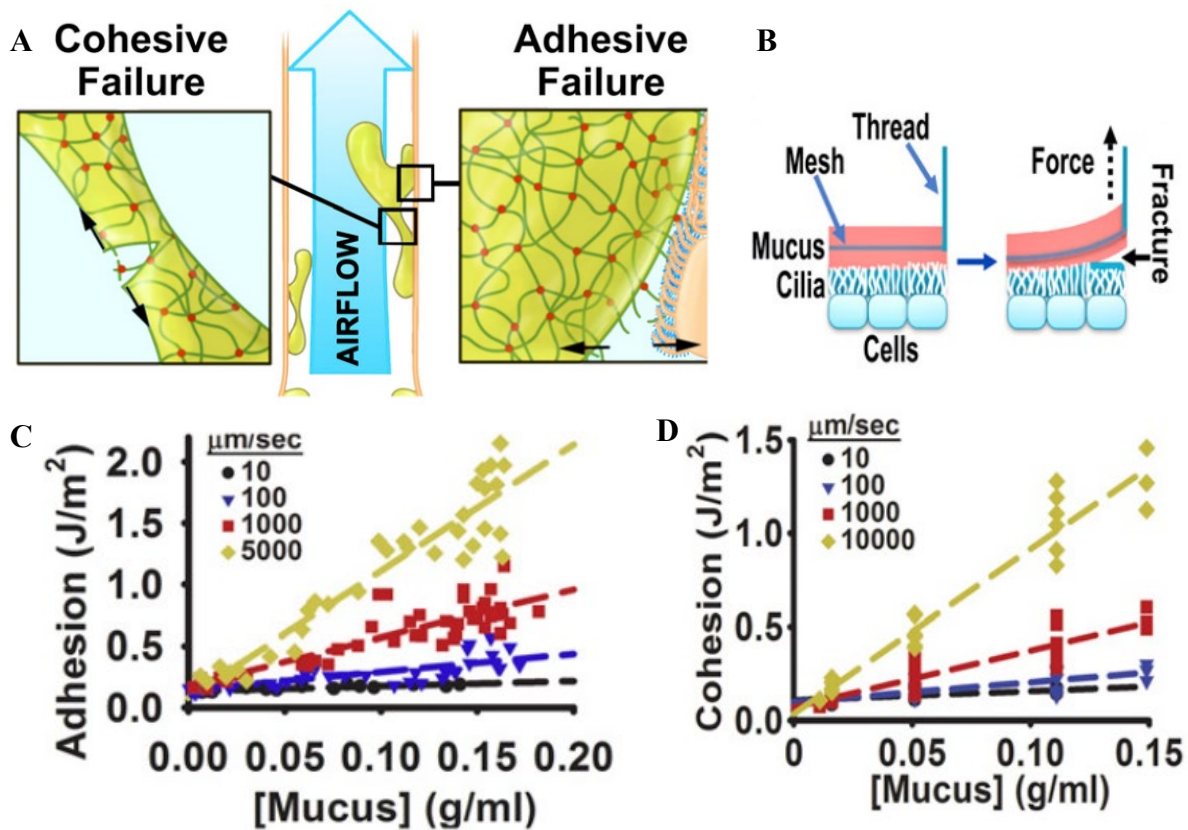 A
Cohesive
Failure
Adhesive
Failure
AIRFLOW
B
Thread
Mesh
Mucus
Cilia
Cells
Force
Fracture
C
μm/sec
10
100
1000
5000
Adhesion (J/m²)
2.0
1.5
1.0
0.5
0.0
0.00 0.05 0.10 0.15 0.20
[Mucus] (g/ml)
D
μm/sec
10
100
1000
10000
Cohesion (J/m²)
1.5
1.0
0.5
0.0
0 0.05 0.10 0.15
[Mucus] (g/ml)